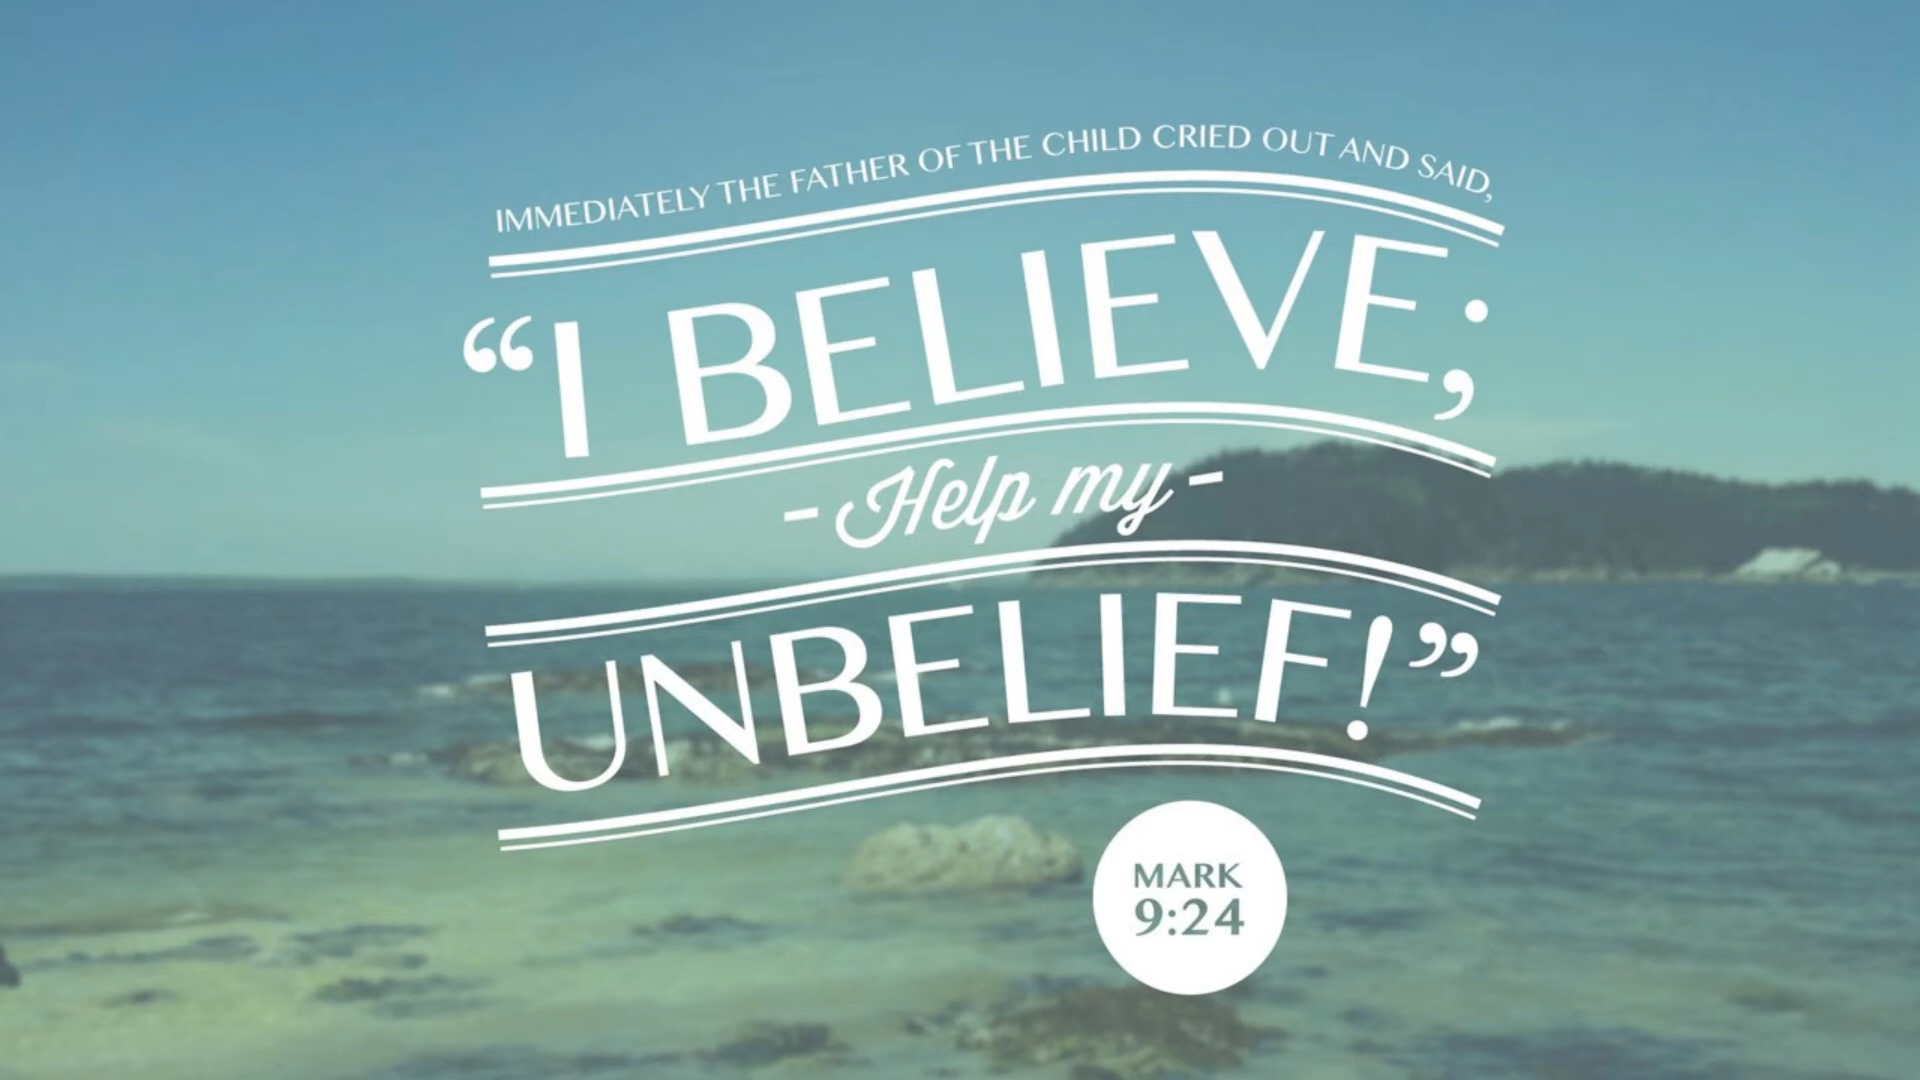 IMMEDIATELY THE FATHER OF THE CHILD CRIED OUT AND SAID,
“I BELIEVE;
- Help my -
UNBELIEF!”
MARK
9:24